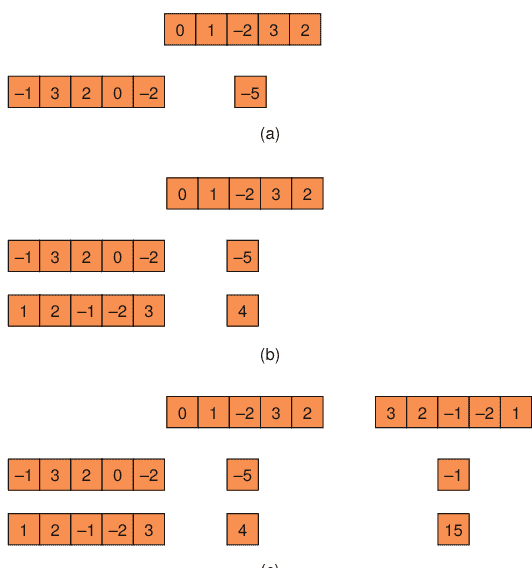 0 1 –2 3 2
–1 3 2 0 –2 –5
(a)
0 1 –2 3 2
–1 3 2 0 –2 –5
1 2 –1 –2 3 4
(b)
0 1 –2 3 2 3 2 –1 –2 1
–1 3 2 0 –2 –5 –1
1 2 –1 –2 3 4 15